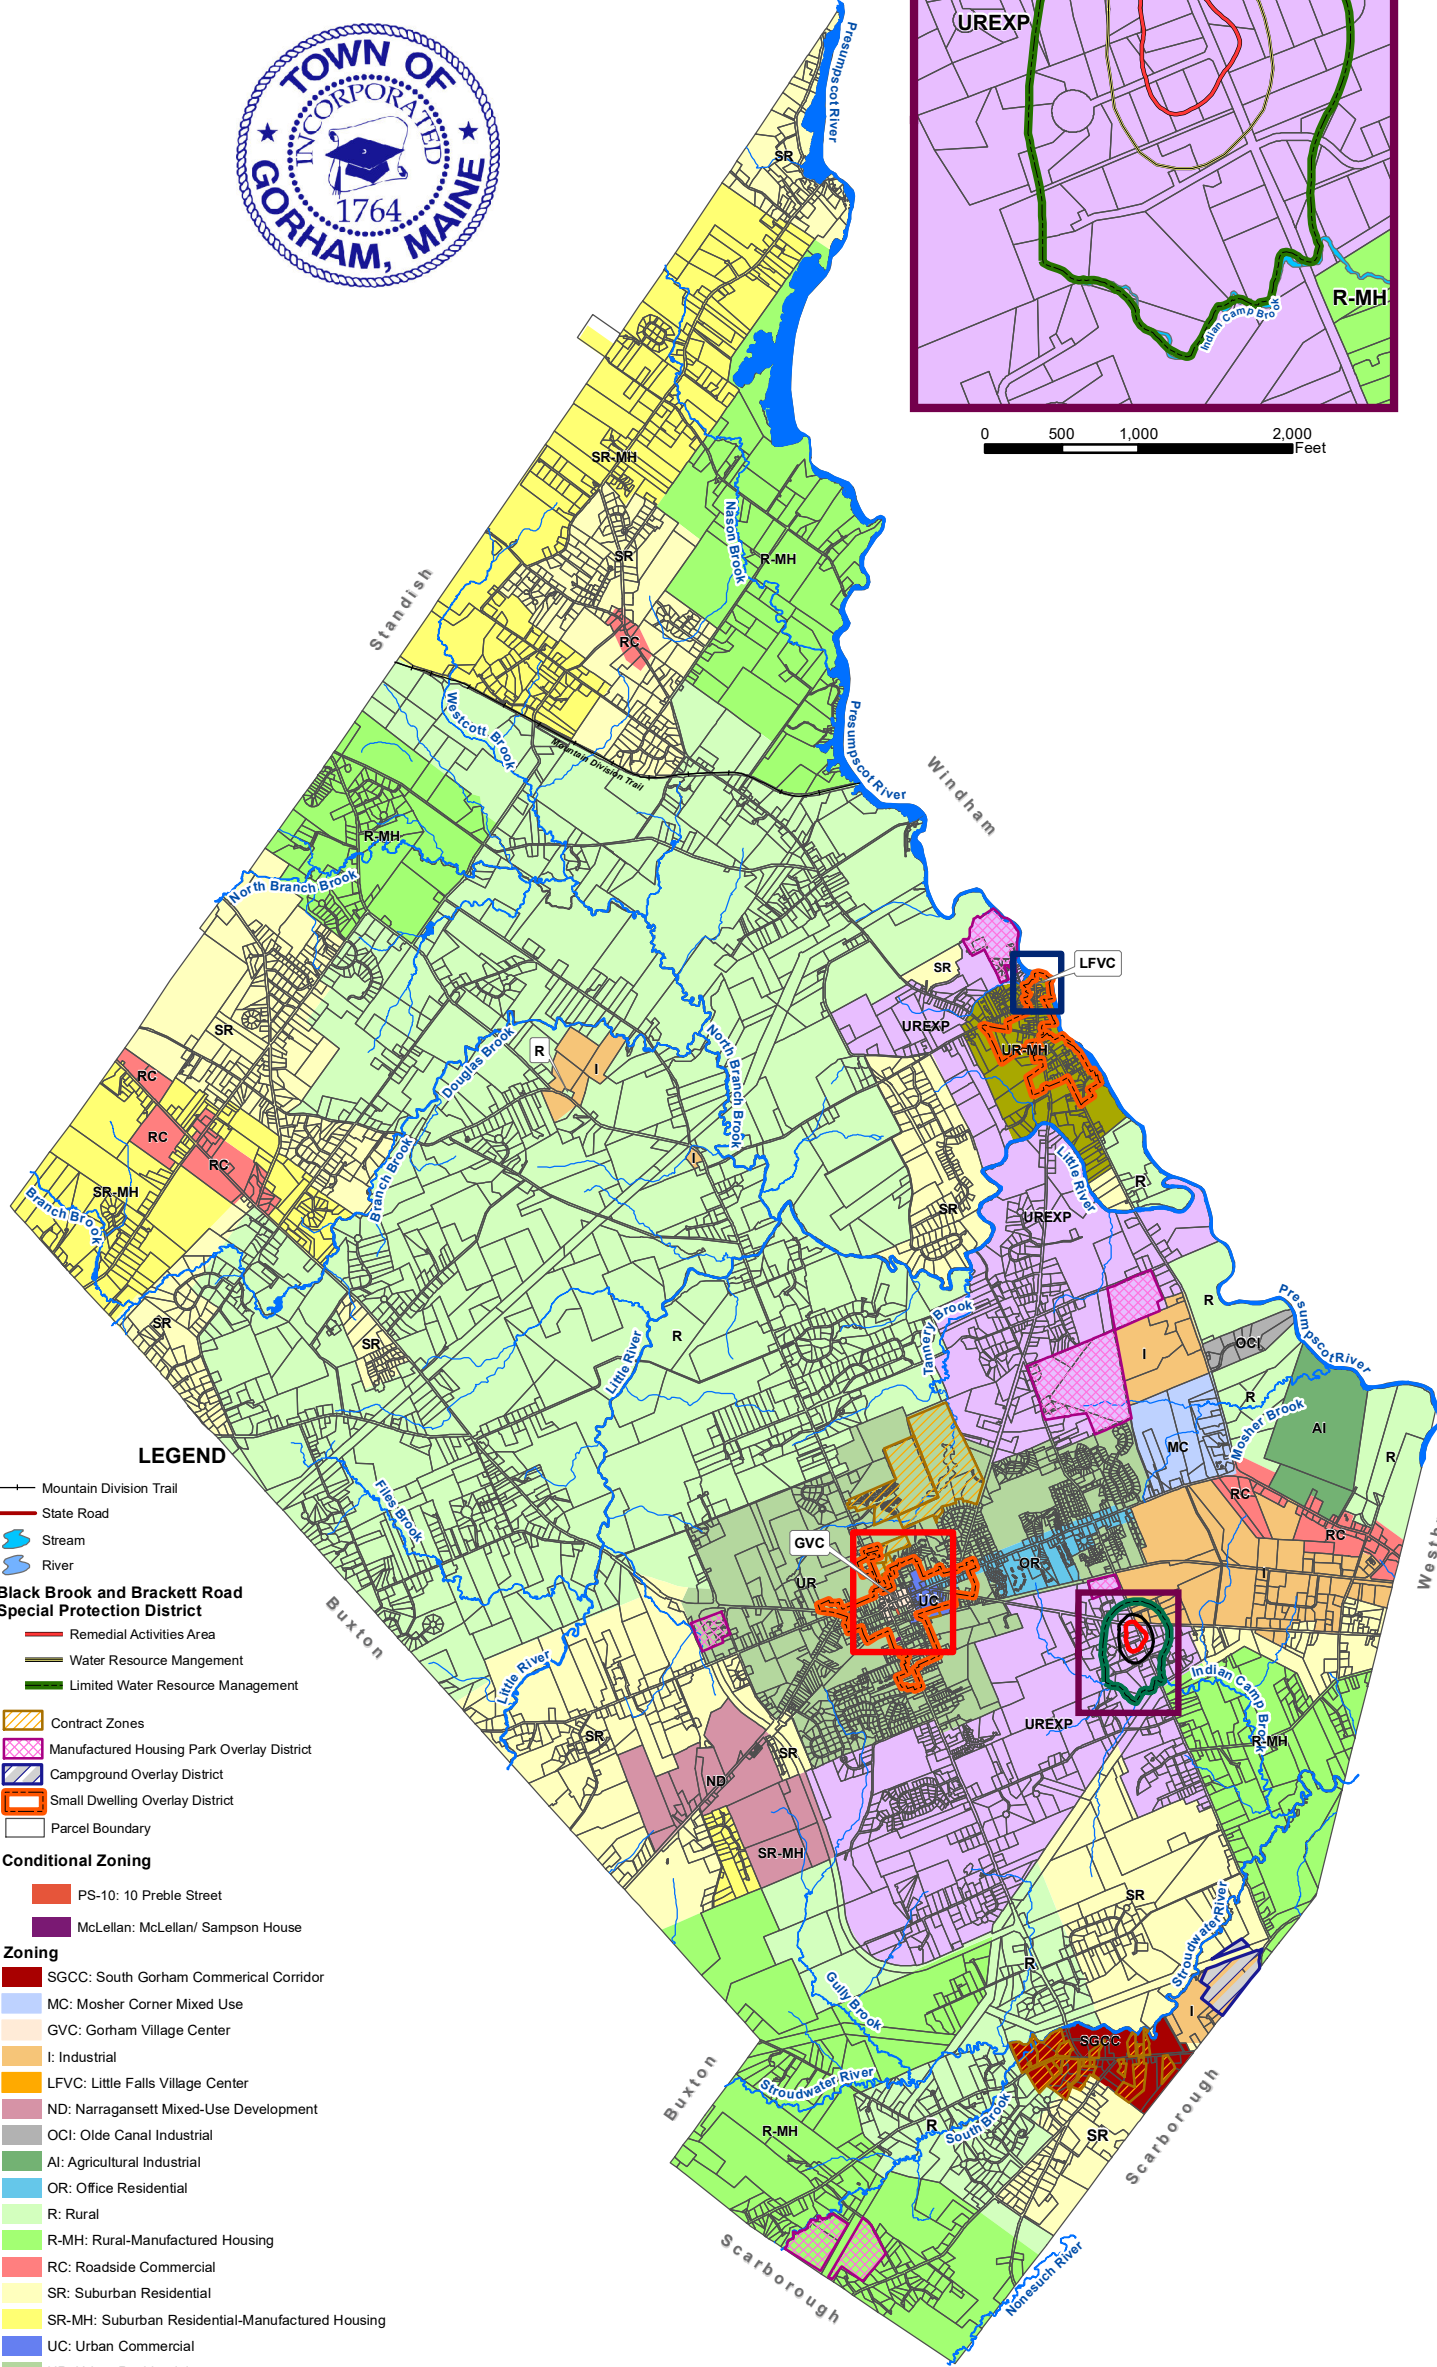 TOWN OF
INCORPORATED
1764
GORHAM, MAINE
UREXP
R-MH
Indian Camp Brook
0 500 1,000 2,000
Feet
Presumpscot River
SR
SR-MH
Nason Brook
R-MH
SR
RC
Standish
Westcott Brook
Mountain Division Trail
Presumpscot River
Windham
R-MH
North Branch Brook
SR
LFVC
UREXP
UR-MH
SR
R
I
Douglas Brook
North Branch Brook
RC
RC
RC
SR-MH
Branch Brook
Branch Brook
I
SR
Little River
R
UREXP
SR
SR
R
Little River
Tannery Brook
R
Presumpscot River
OCI
I
R
Mosher Brook
AI
R
MC
RC
RC
Files Brook
GVC
UR
UC
OR
I
Westb
Buxton
Little River
SR
SR
ND
SR-MH
UREXP
Indian Camp Brook
R-MH
SR
Stroudwater River
R
Gully Brook
I
SGCC
Buxton
Stroudwater River
R
South Brook
SR
R-MH
Scarborough
Scarborough
Nonesuch River
LEGEND
Mountain Division Trail
State Road
Stream
River
Black Brook and Brackett Road
Special Protection District
Remedial Activities Area
Water Resource Mangement
Limited Water Resource Management
Contract Zones
Manufactured Housing Park Overlay District
Campground Overlay District
Small Dwelling Overlay District
Parcel Boundary
Conditional Zoning
PS-10: 10 Preble Street
McLellan: McLellan/ Sampson House
Zoning
SGCC: South Gorham Commerical Corridor
MC: Mosher Corner Mixed Use
GVC: Gorham Village Center
I: Industrial
LFVC: Little Falls Village Center
ND: Narragansett Mixed-Use Development
OCI: Olde Canal Industrial
AI: Agricultural Industrial
OR: Office Residential
R: Rural
R-MH: Rural-Manufactured Housing
RC: Roadside Commercial
SR: Suburban Residential
SR-MH: Suburban Residential-Manufactured Housing
UC: Urban Commercial